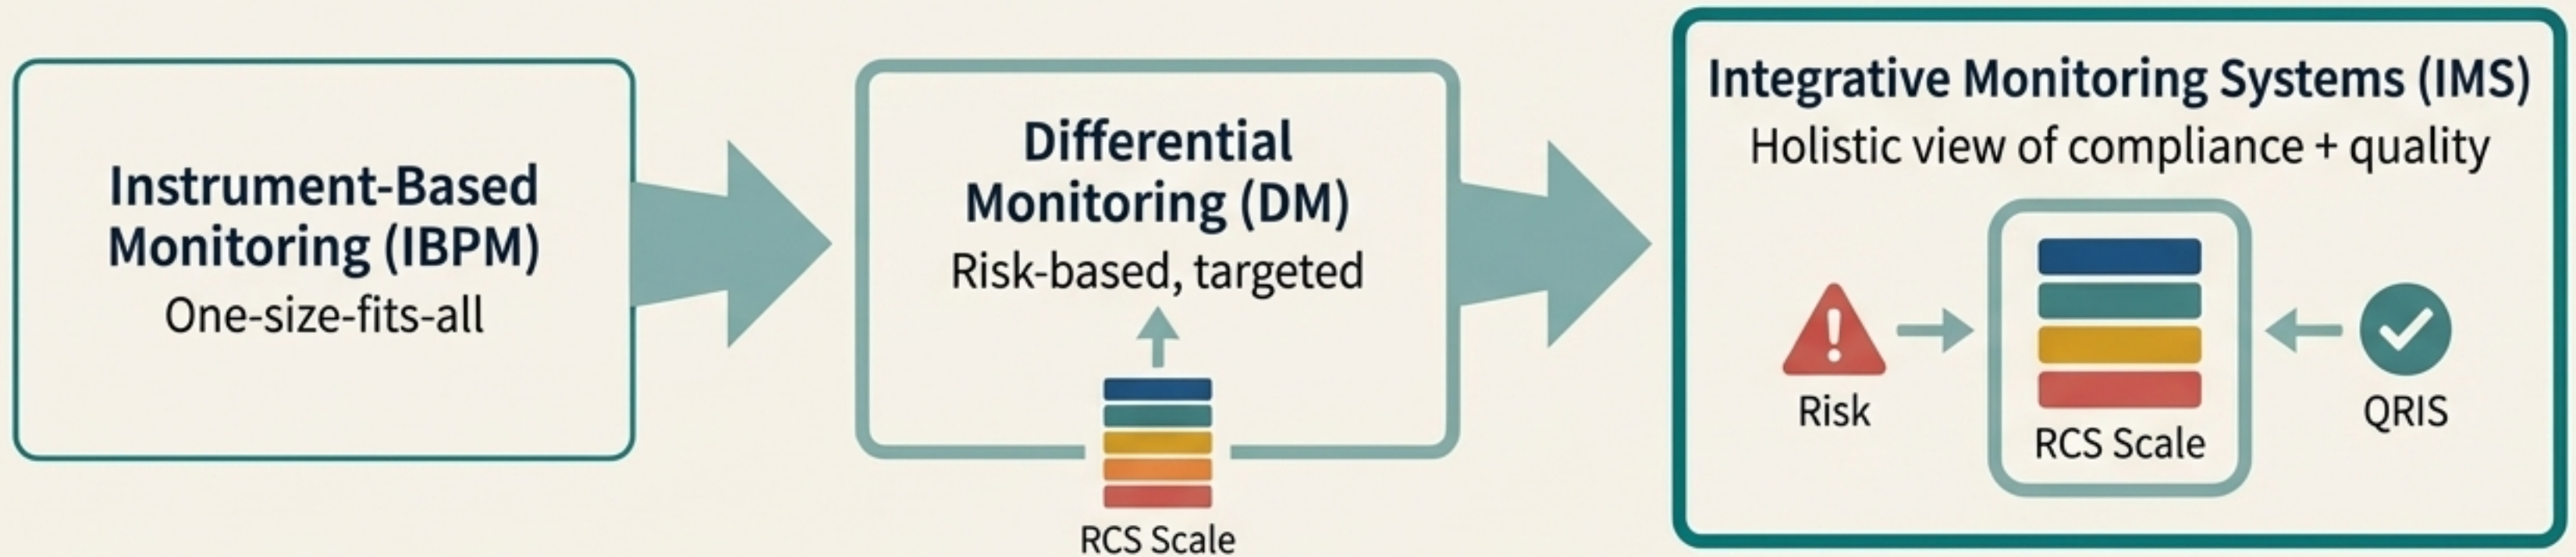 Instrument-Based
Monitoring (IBPM)
One-size-fits-all
Differential
Monitoring (DM)
Risk-based, targeted
RCS Scale
Integrative Monitoring Systems (IMS)
Holistic view of compliance + quality
Risk
RCS Scale
QRIS